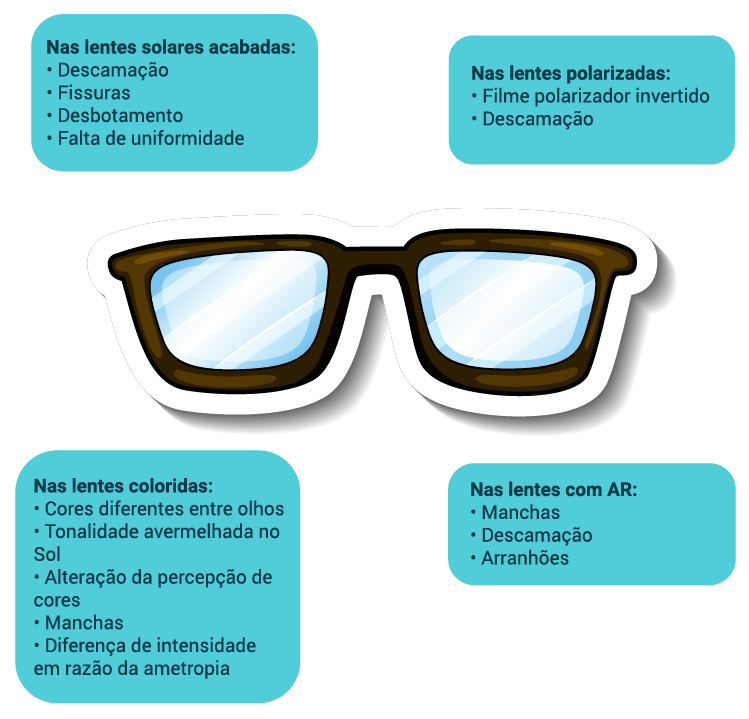 Nas lentes solares acabadas:
• Descamação
• Fissuras
• Desbotamento
• Falta de uniformidade
Nas lentes polarizadas:
• Filme polarizador invertido
• Descamação
Nas lentes coloridas:
• Cores diferentes entre olhos
• Tonalidade avermelhada no
Sol
• Alteração da percepção de
cores
• Manchas
• Diferença de intensidade
em razão da ametropia
Nas lentes com AR:
• Manchas
• Descamação
• Arranhões